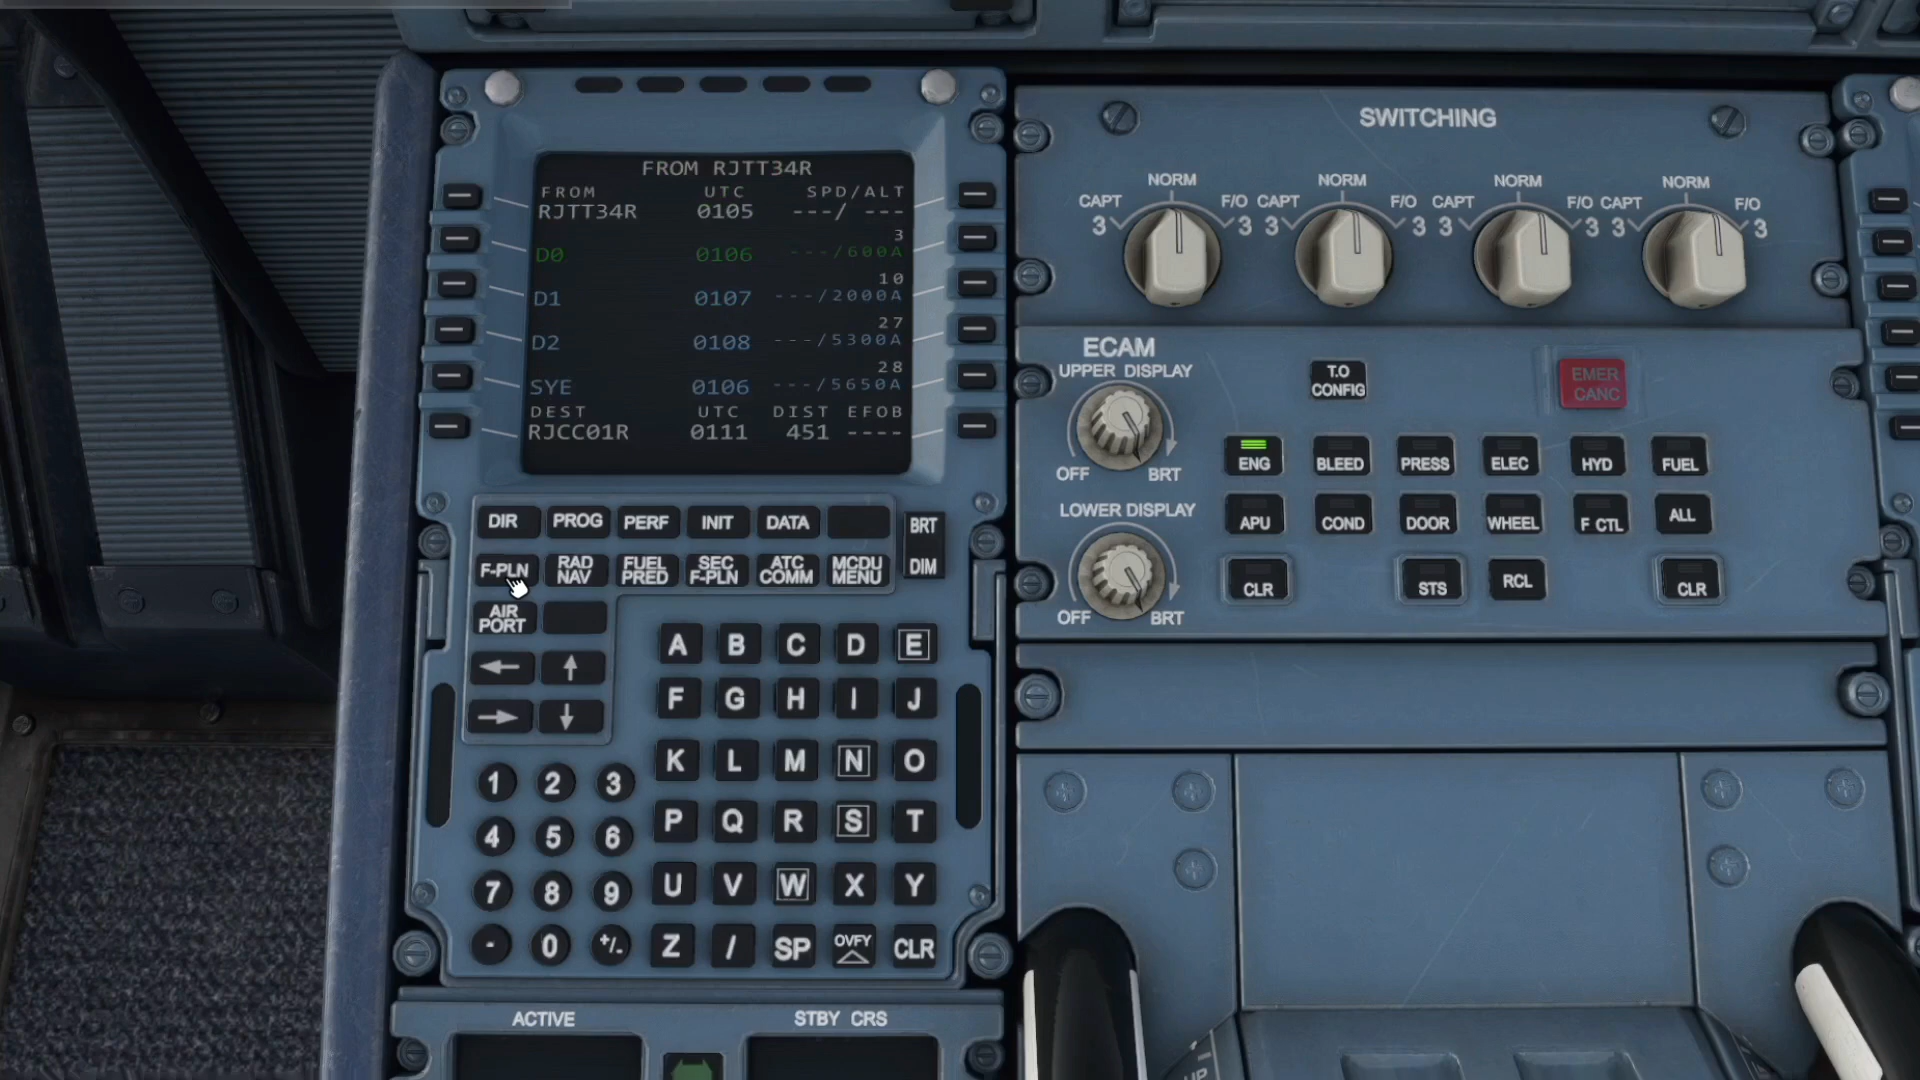 FROM RJTT34R
FROM UTC SPD/ALT
RJTT34R 0105 ---/ ---
3
D0 0106 ---/600A
10
D1 0107 ---/2000A
27
D2 0108 ---/5300A
28
SYE 0106 ---/5650A
DEST UTC DIST EFOB
RJCC01R 0111 451 ----
DIR PROG PERF INIT DATA BRT
F-PLN RAD NAV FUEL PRED SEC F-PLN ATC COMM MCDU MENU DIM
AIR PORT
← ↑
→ ↓
A B C D E
F G H I J
K L M N O
1 2 3
P Q R S T
4 5 6
U V W X Y
7 8 9
- 0 +/- Z / SP OVFY CLR
ACTIVE STBY CRS
SWITCHING
NORM NORM NORM NORM
CAPT F/O CAPT F/O CAPT F/O CAPT F/O
3 3 3 3 3 3 3 3
ECAM
UPPER DISPLAY
OFF BRT
T.O CONFIG
EMER CANC
ENG BLEED PRESS ELEC HYD FUEL
LOWER DISPLAY
OFF BRT
APU COND DOOR WHEEL F CTL ALL
CLR STS RCL CLR
UP